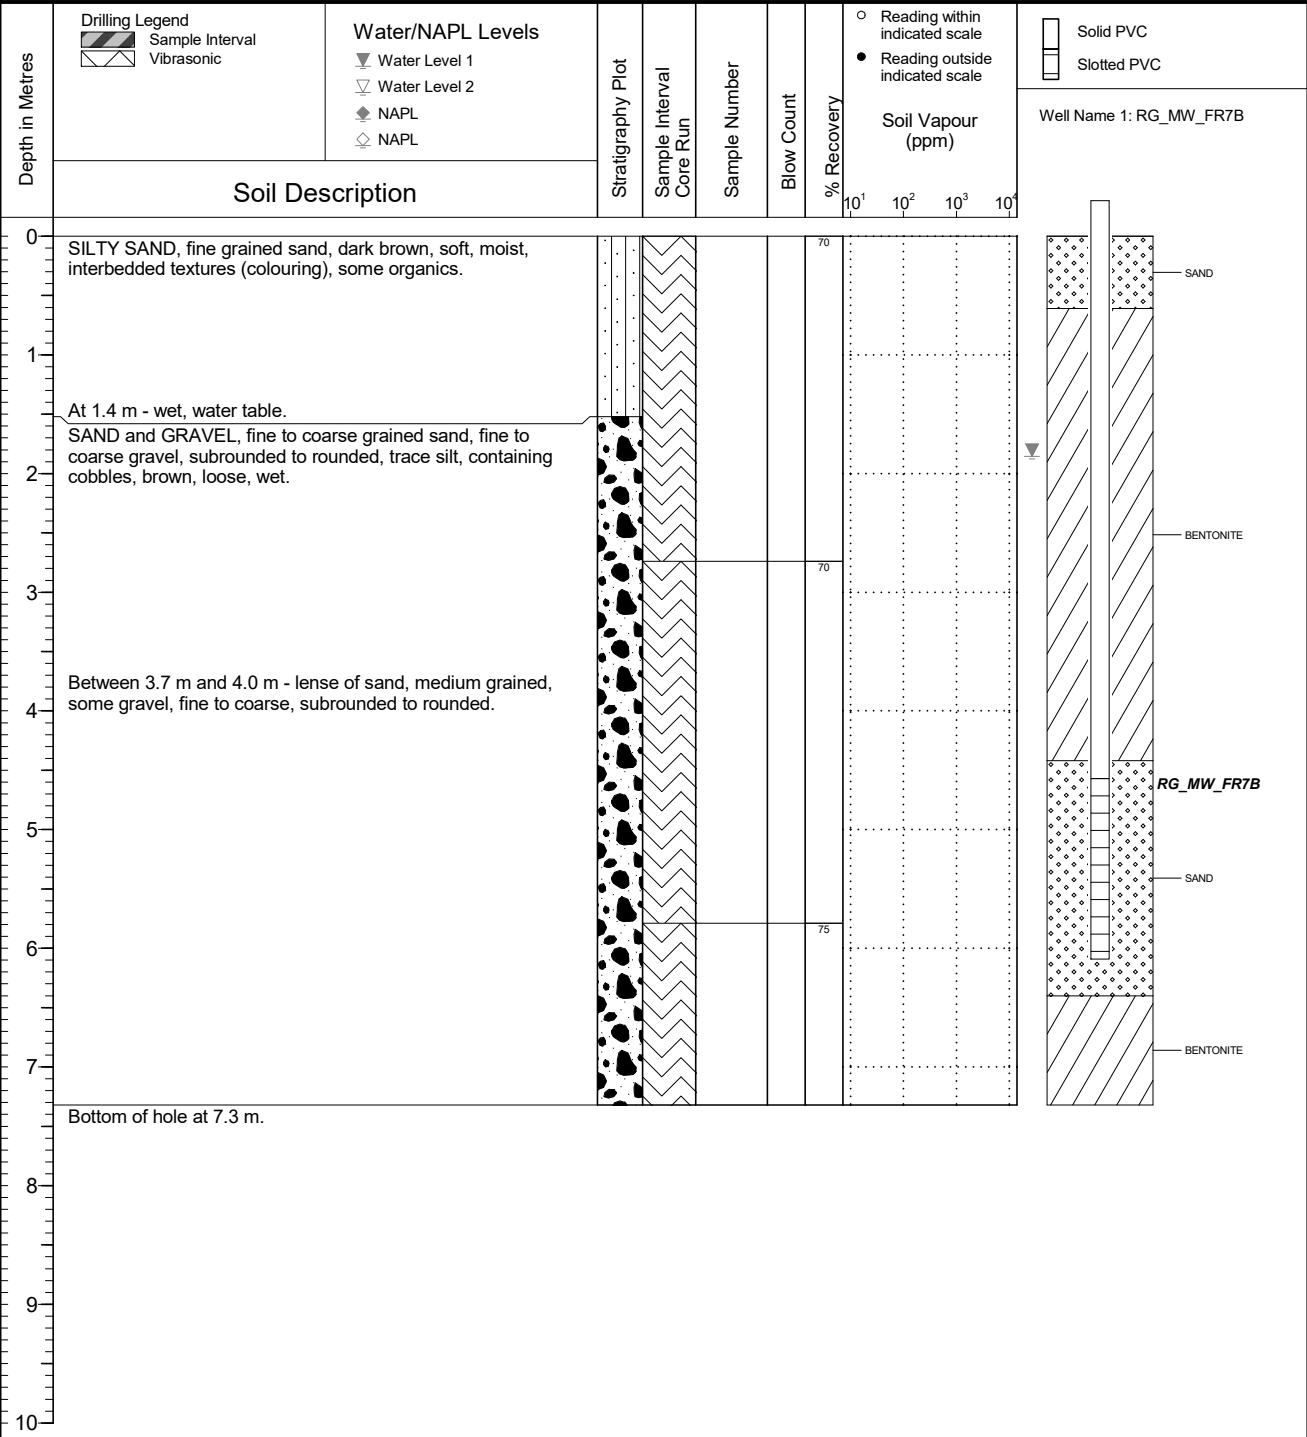 Drilling Legend
Sample Interval
Vibrasonic
Water/NAPL Levels
Water Level 1
Water Level 2
NAPL
NAPL
Depth in Metres
Soil Description
Stratigraphy Plot
Sample Interval
Core Run
Sample Number
Blow Count
% Recovery
Reading within
indicated scale
Reading outside
indicated scale
Soil Vapour
(ppm)
10¹ 10² 10³ 10⁴
Solid PVC
Slotted PVC
Well Name 1: RG_MW_FR7B
0
SILTY SAND, fine grained sand, dark brown, soft, moist,
interbedded textures (colouring), some organics.
70
SAND
1
At 1.4 m - wet, water table.
SAND and GRAVEL, fine to coarse grained sand, fine to
coarse gravel, subrounded to rounded, trace silt, containing
cobbles, brown, loose, wet.
2
BENTONITE
70
3
Between 3.7 m and 4.0 m - lense of sand, medium grained,
some gravel, fine to coarse, subrounded to rounded.
4
RG_MW_FR7B
5
SAND
75
6
BENTONITE
7
Bottom of hole at 7.3 m.
8
9
10